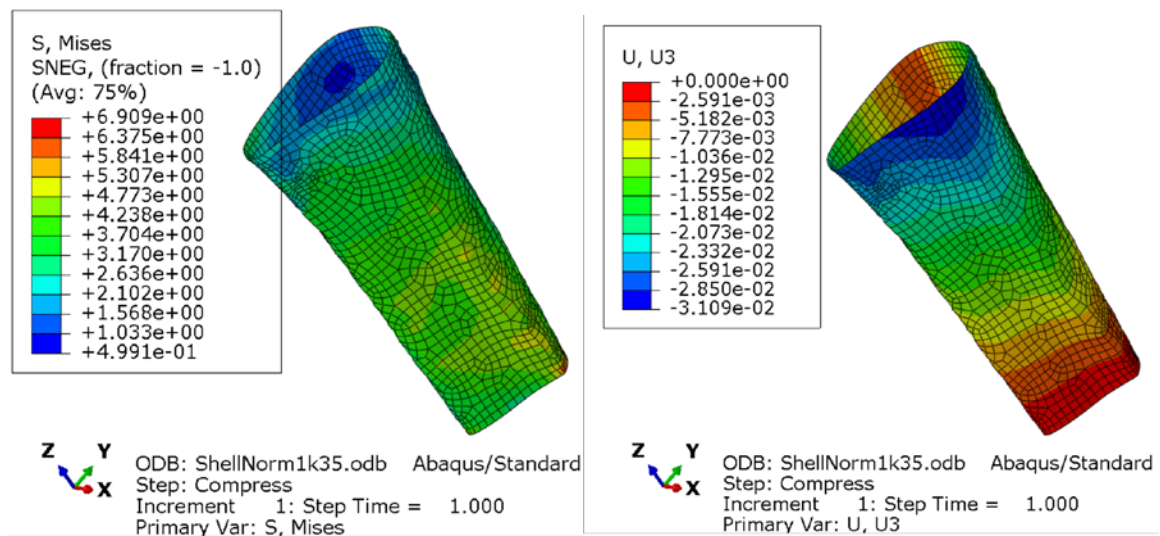 S, Mises
SNEG, (fraction = -1.0)
(Avg: 75%)
+6.909e+00
+6.375e+00
+5.841e+00
+5.307e+00
+4.773e+00
+4.238e+00
+3.704e+00
+3.170e+00
+2.636e+00
+2.102e+00
+1.568e+00
+1.033e+00
+4.991e-01
Z
Y
X
ODB: ShellNorm1k35.odb Abaqus/Standard
Step: Compress
Increment 1: Step Time = 1.000
Primary Var: S, Mises
U, U3
+0.000e+00
-2.591e-03
-5.182e-03
-7.773e-03
-1.036e-02
-1.295e-02
-1.555e-02
-1.814e-02
-2.073e-02
-2.332e-02
-2.591e-02
-2.850e-02
-3.109e-02
Z
Y
X
ODB: ShellNorm1k35.odb Abaqus/Standard
Step: Compress
Increment 1: Step Time = 1.000
Primary Var: U, U3